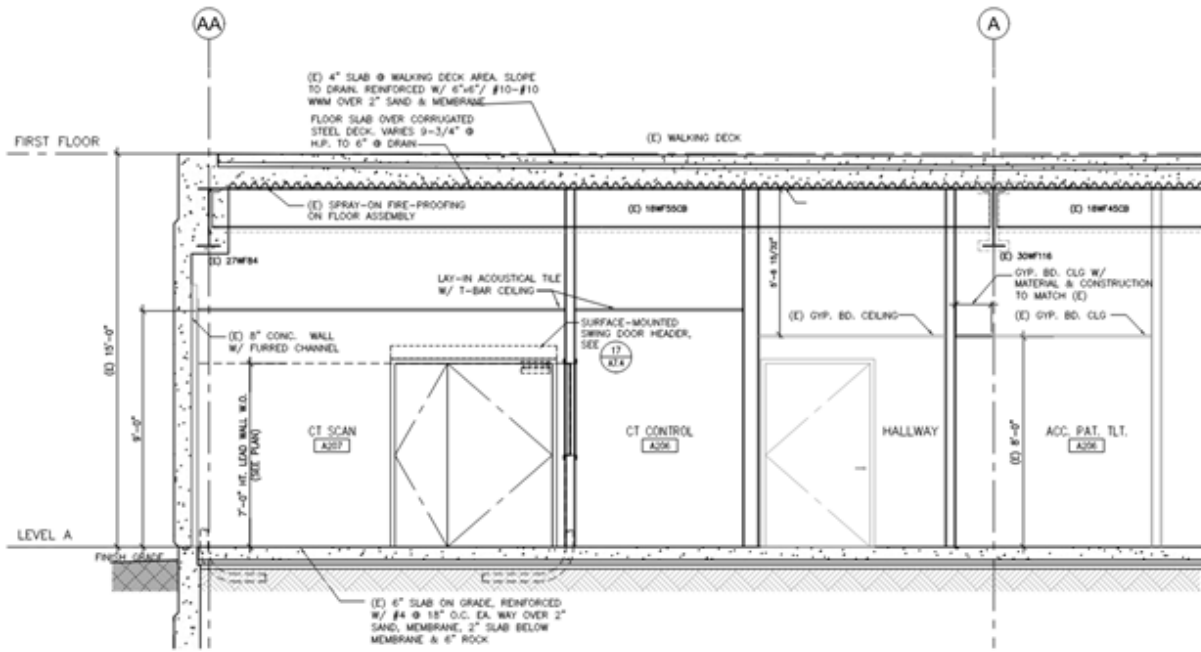 AA
A
(E) 4" SLAB @ WALKING DECK AREA. SLOPE
TO DRAIN. REINFORCED W/ 6"x6"/ #10-#10
WWM OVER 2" SAND & MEMBRANE
FLOOR SLAB OVER CORRUGATED
STEEL DECK. VARIES 9-3/4" @
H.P. TO 6" @ DRAIN
FIRST FLOOR
(E) WALKING DECK
(E) SPRAY-ON FIRE-PROOFING
ON FLOOR ASSEMBLY
(E) 18WF55CB
(E) 18WF45CB
(E) 27WF84
(E) 30WF116
LAY-IN ACOUSTICAL TILE
W/ T-BAR CEILING
GYP. BD. CLG W/
MATERIAL & CONSTRUCTION
TO MATCH (E)
15/32"
(E) GYP. BD. CEILING
(E) GYP. BD. CLG
SURFACE-MOUNTED
SWING DOOR HEADER,
SEE
17
A7.4
(E) 8" CONC. WALL
W/ FURRED CHANNEL
(E) 15'-0"
9'-0"
7'-0" HT. LEAD WALL W.O.
(SEE PLAN)
CT SCAN
A207
CT CONTROL
A206
HALLWAY
(E) 8'-0"
ACC. PAT. TLT.
A206
LEVEL A
FINISH GRADE
(E) 6" SLAB ON GRADE, REINFORCED
W/ #4 @ 18" O.C. EA. WAY OVER 2"
SAND, MEMBRANE, 2" SLAB BELOW
MEMBRANE & 6" ROCK